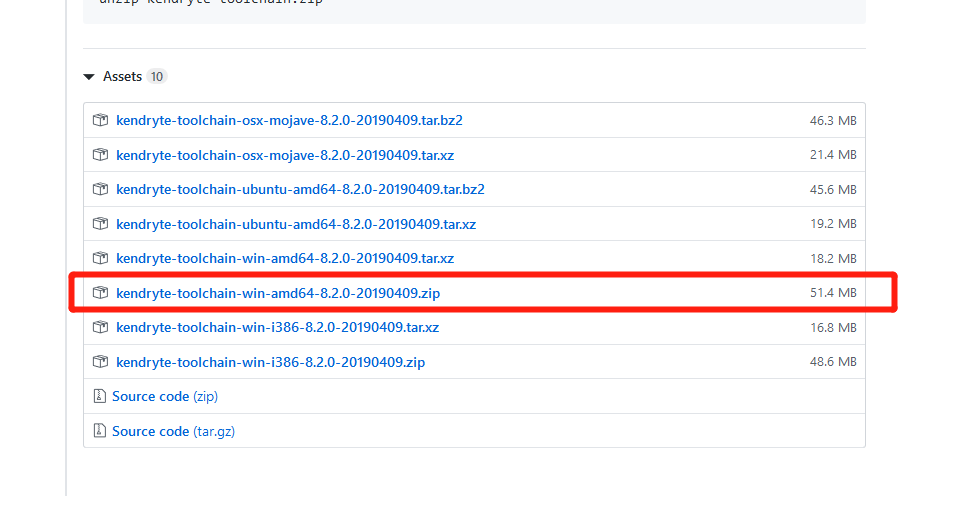 unzip kendryte-toolchain.zip
Assets 10
kendryte-toolchain-osx-mojave-8.2.0-20190409.tar.bz2 46.3 MB
kendryte-toolchain-osx-mojave-8.2.0-20190409.tar.xz 21.4 MB
kendryte-toolchain-ubuntu-amd64-8.2.0-20190409.tar.bz2 45.6 MB
kendryte-toolchain-ubuntu-amd64-8.2.0-20190409.tar.xz 19.2 MB
kendryte-toolchain-win-amd64-8.2.0-20190409.tar.xz 18.2 MB
kendryte-toolchain-win-amd64-8.2.0-20190409.zip 51.4 MB
kendryte-toolchain-win-i386-8.2.0-20190409.tar.xz 16.8 MB
kendryte-toolchain-win-i386-8.2.0-20190409.zip 48.6 MB
Source code (zip)
Source code (tar.gz)